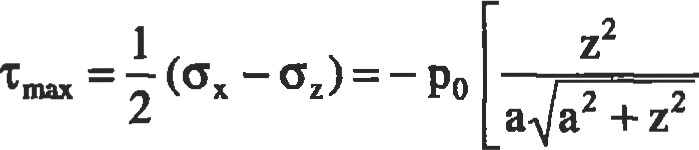 τ_max = 1/2 (σ_x − σ_z) = − p_0 [ z^2 / a√(a^2 + z^2)